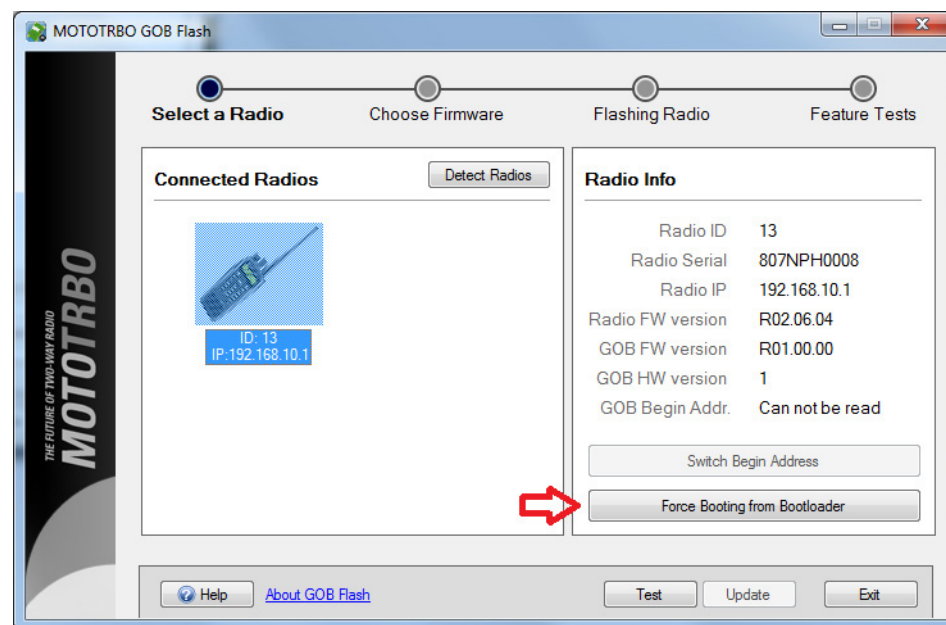 MOTOTRBO GOB Flash
Select a Radio
Choose Firmware
Flashing Radio
Feature Tests
Connected Radios
Detect Radios
ID: 13
IP:192.168.10.1
Radio Info
Radio ID 13
Radio Serial 807NPH0008
Radio IP 192.168.10.1
Radio FW version R02.06.04
GOB FW version R01.00.00
GOB HW version 1
GOB Begin Addr. Can not be read
Switch Begin Address
Force Booting from Bootloader
THE FUTURE OF TWO-WAY RADIO
MOTOTRBO
Help
About GOB Flash
Test
Update
Exit